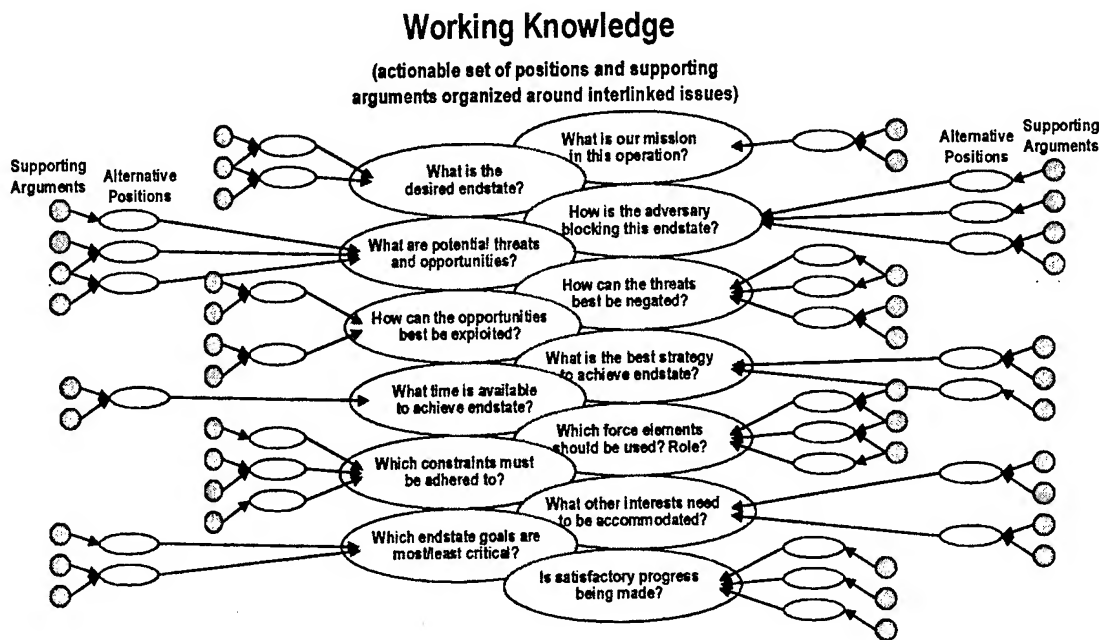 Working Knowledge
(actionable set of positions and supporting
arguments organized around interlinked issues)
Supporting
Arguments
Alternative
Positions
Alternative
Positions
Supporting
Arguments
What is our mission
in this operation?
What is the
desired endstate?
How is the adversary
blocking this endstate?
What are potential threats
and opportunities?
How can the threats
best be negated?
How can the opportunities
best be exploited?
What is the best strategy
to achieve endstate?
What time is available
to achieve endstate?
Which force elements
should be used? Role?
Which constraints must
be adhered to?
What other interests need
to be accommodated?
Which endstate goals are
most/least critical?
Is satisfactory progress
being made?